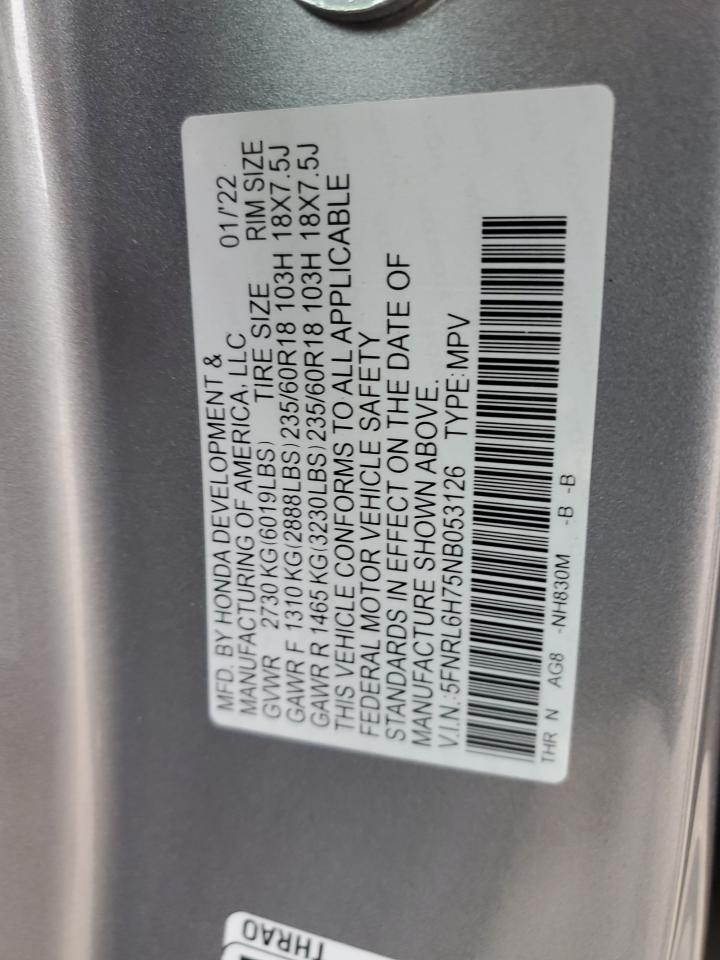 MFD. BY HONDA DEVELOPMENT &
MANUFACTURING OF AMERICA, LLC 01/'22
GVWR 2730 KG(6019LBS) TIRE SIZE RIM SIZE
GAWR F 1310 KG(2888LBS)235/60R18 103H 18X7.5J
GAWR R 1465 KG(3230LBS)235/60R18 103H 18X7.5J
THIS VEHICLE CONFORMS TO ALL APPLICABLE
FEDERAL MOTOR VEHICLE SAFETY
STANDARDS IN EFFECT ON THE DATE OF
MANUFACTURE SHOWN ABOVE.
V.I.N.:5FNRL6H75NB053126 TYPE:MPV
THR N AG8 -NH830M -B -B
THRA0